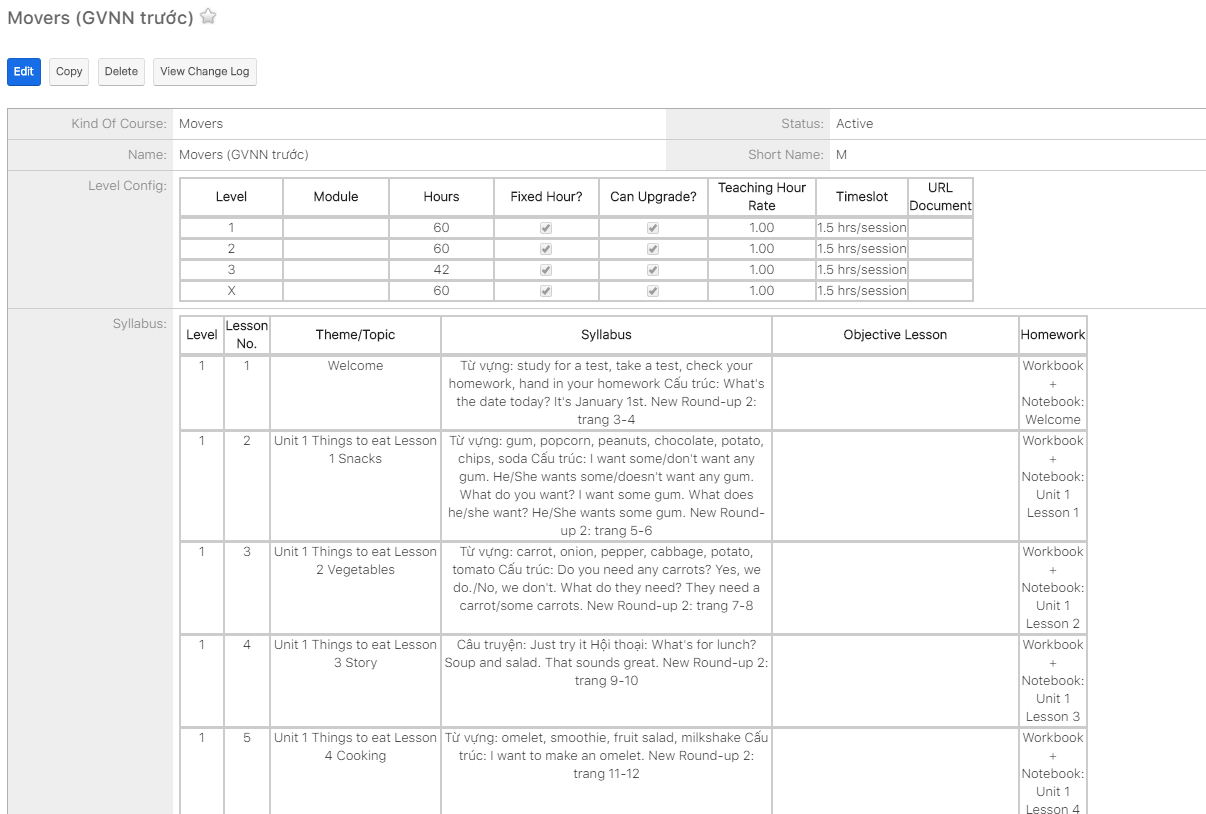 Movers (GVNN trước)
Edit Copy Delete View Change Log
Kind Of Course: Movers Status: Active
Name: Movers (GVNN trước) Short Name: M
Level Config:
Level Module Hours Fixed Hour? Can Upgrade? Teaching Hour Rate Timeslot URL Document
1 60 1.00 1.5 hrs/session
2 60 1.00 1.5 hrs/session
3 42 1.00 1.5 hrs/session
X 60 1.00 1.5 hrs/session
Syllabus:
Level Lesson No. Theme/Topic Syllabus Objective Lesson Homework
1 1 Welcome Từ vựng: study for a test, take a test, check your
homework, hand in your homework Cấu trúc: What's
the date today? It's January 1st. New Round-up 2:
trang 3-4
Workbook
+
Notebook:
Welcome
1 2 Unit 1 Things to eat Lesson
1 Snacks
Từ vựng: gum, popcorn, peanuts, chocolate, potato,
chips, soda Cấu trúc: I want some/don't want any
gum. He/She wants some/doesn't want any gum.
What do you want? I want some gum. What does
he/she want? He/She wants some gum. New Round-
up 2: trang 5-6
Workbook
+
Notebook:
Unit 1
Lesson 1
1 3 Unit 1 Things to eat Lesson
2 Vegetables
Từ vựng: carrot, onion, pepper, cabbage, potato,
tomato Cấu trúc: Do you need any carrots? Yes, we
do./No, we don't. What do they need? They need a
carrot/some carrots. New Round-up 2: trang 7-8
Workbook
+
Notebook:
Unit 1
Lesson 2
1 4 Unit 1 Things to eat Lesson
3 Story
Câu truyện: Just try it Hội thoại: What's for lunch?
Soup and salad. That sounds great. New Round-up 2:
trang 9-10
Workbook
+
Notebook:
Unit 1
Lesson 3
1 5 Unit 1 Things to eat Lesson
4 Cooking
Từ vựng: omelet, smoothie, fruit salad, milkshake Cấu
trúc: I want to make an omelet. New Round-up 2:
trang 11-12
Workbook
+
Notebook:
Unit 1
Lesson 4